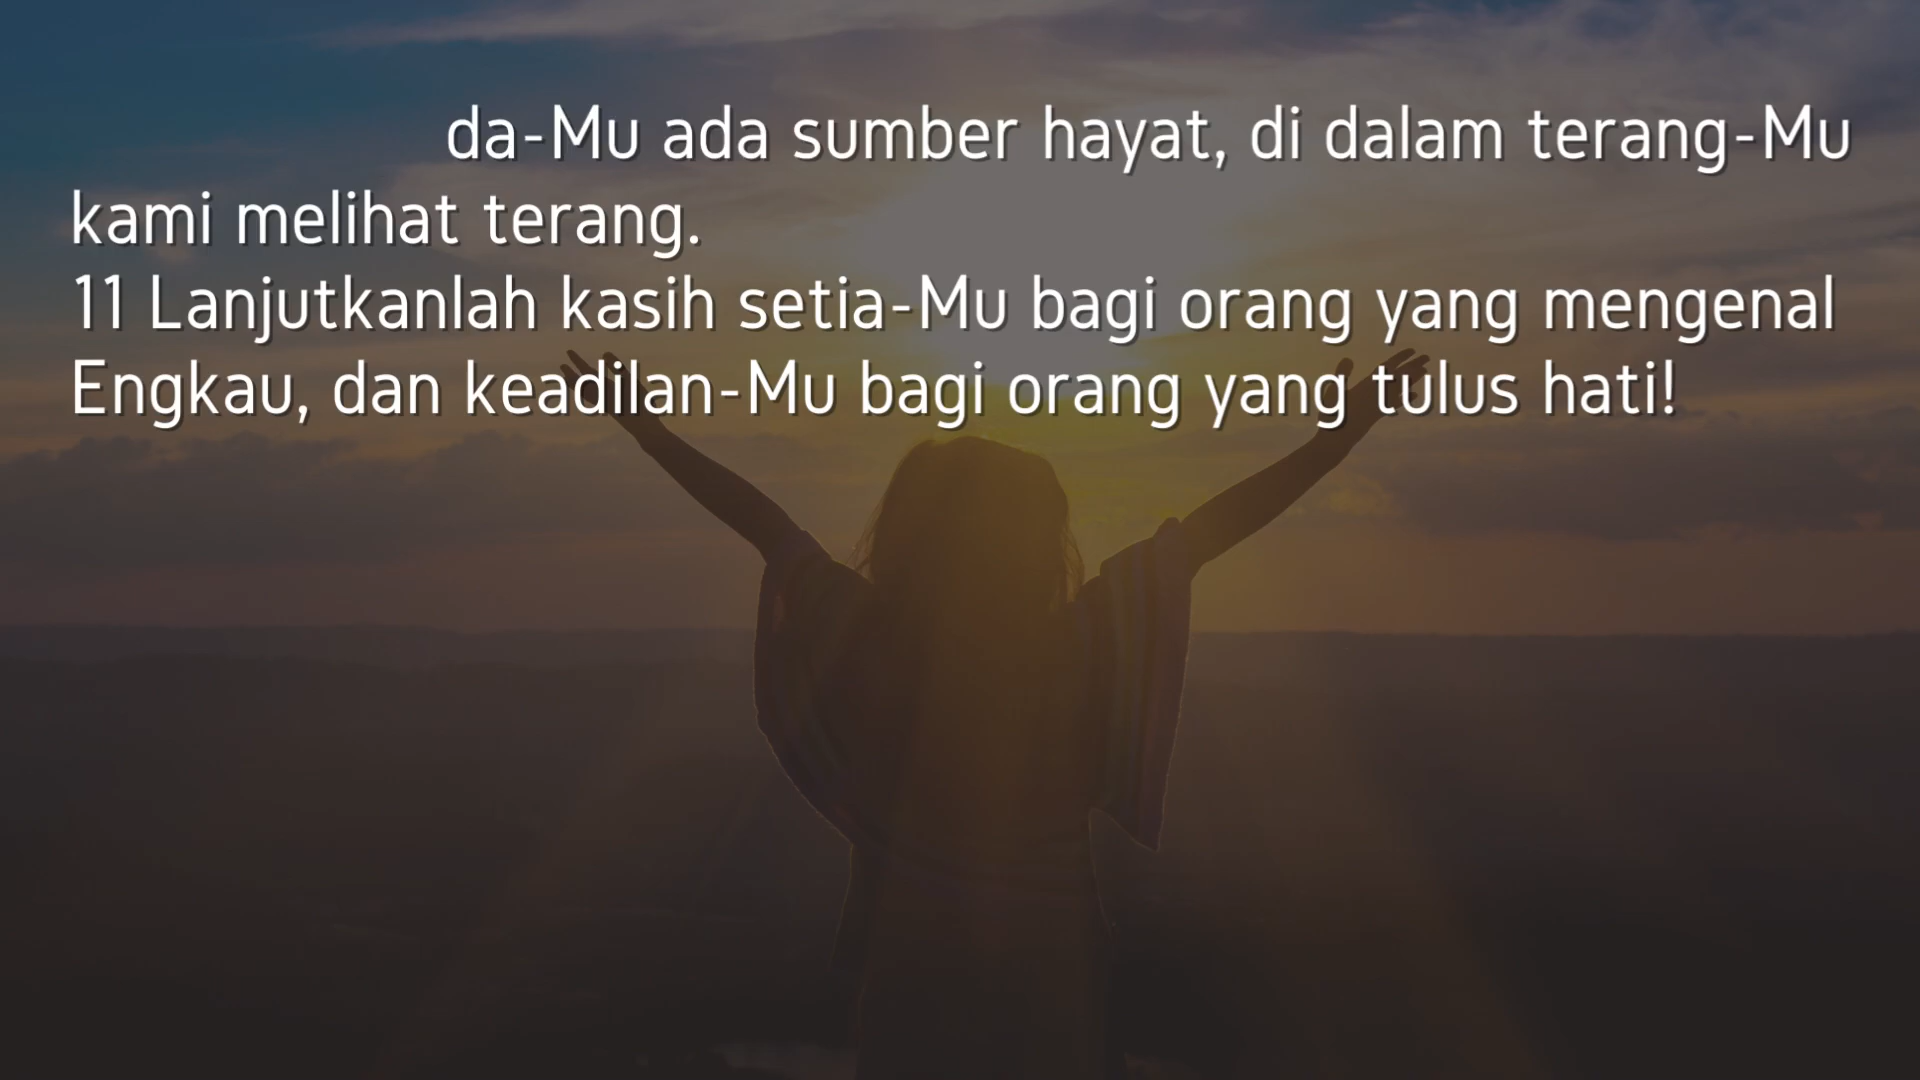 da-Mu ada sumber hayat, di dalam terang-Mu
kami melihat terang.
11 Lanjutkanlah kasih setia-Mu bagi orang yang mengenal
Engkau, dan keadilan-Mu bagi orang yang tulus hati!